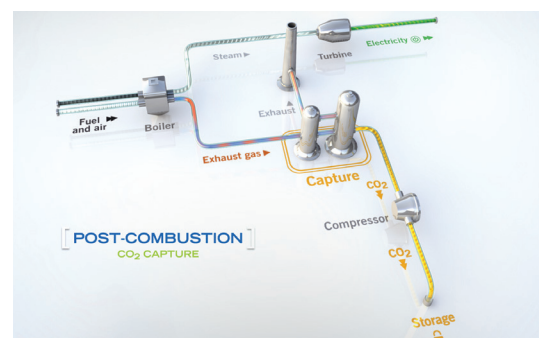 Steam
Turbine
Electricity
Fuel
and air
Boiler
Exhaust
Exhaust gas
Capture
CO2
Compressor
[POST-COMBUSTION]
CO2 CAPTURE
CO2
Storage